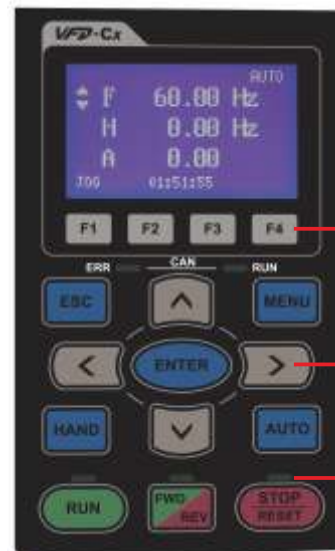 VFD-Cx
AUTO
F 60.00 Hz
H 0.00 Hz
A 0.00
JOG 01:51:55
F1 F2 F3 F4
ERR CAN RUN
ESC MENU
ENTER
HAND AUTO
RUN FWD REV STOP RESET